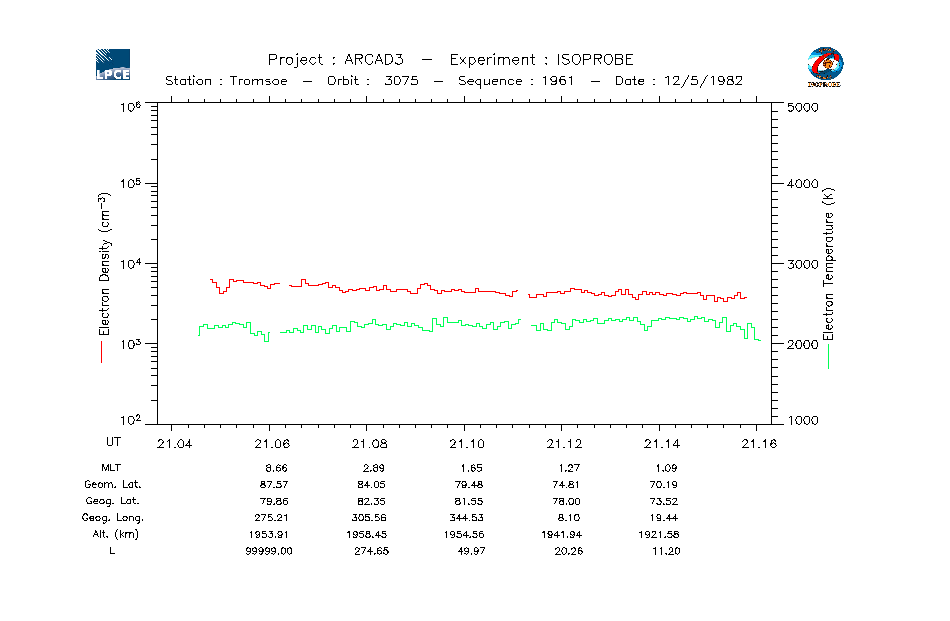 LPCE
Project : ARCAD3 — Experiment : ISOPROBE
Station : Tromsoe — Orbit : 3075 — Sequence : 1961 — Date : 12/5/1982
ISOPROBE
10⁶ 5000
10⁵ 4000
10⁴ 3000
10³ 2000
10² 1000
Electron Density (cm⁻³)
Electron Temperature (K)
UT 21.04 21.06 21.08 21.10 21.12 21.14 21.16
MLT 8.66 2.89 1.65 1.27 1.09
Geom. Lat. 87.57 84.05 79.48 74.81 70.19
Geog. Lat. 79.86 82.35 81.55 78.00 73.52
Geog. Long. 275.21 305.56 344.53 8.10 19.44
Alt. (km) 1953.91 1958.45 1954.56 1941.94 1921.58
L 99999.00 274.65 49.97 20.26 11.20